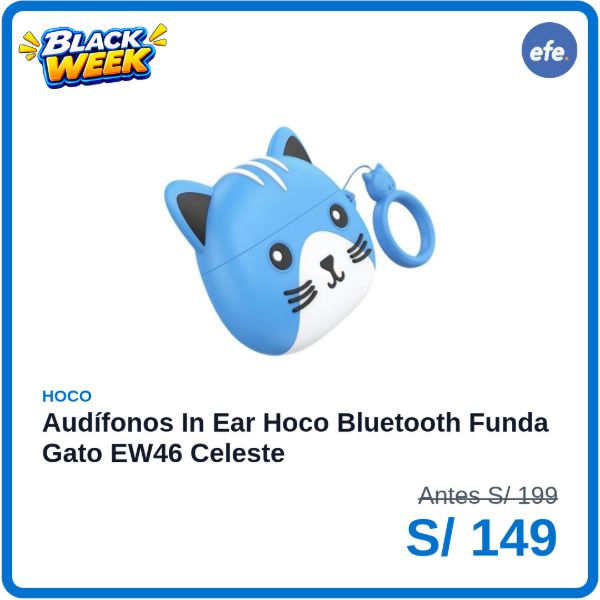 BLACK
WEEK
efe.
HOCO
Audífonos In Ear Hoco Bluetooth Funda
Gato EW46 Celeste
Antes S/ 199
S/ 149